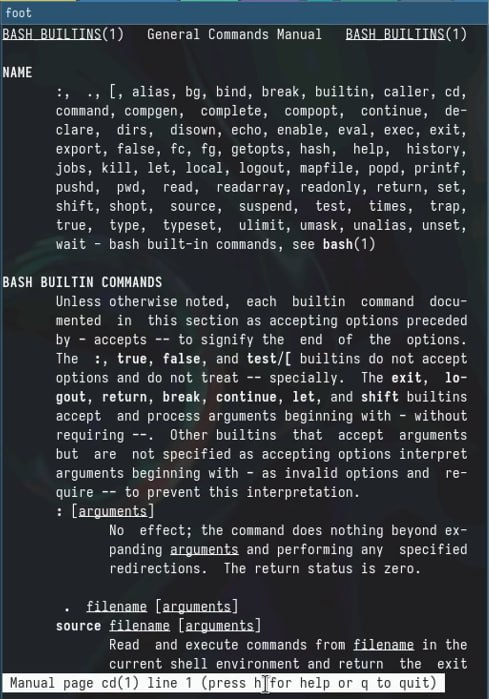 foot
BASH_BUILTINS(1) General Commands Manual BASH_BUILTINS(1)
NAME
:, ., [, alias, bg, bind, break, builtin, caller, cd,
command, compgen, complete, compopt, continue, de-
clare, dirs, disown, echo, enable, eval, exec, exit,
export, false, fc, fg, getopts, hash, help, history,
jobs, kill, let, local, logout, mapfile, popd, printf,
pushd, pwd, read, readarray, readonly, return, set,
shift, shopt, source, suspend, test, times, trap,
true, type, typeset, ulimit, umask, unalias, unset,
wait - bash built-in commands, see bash(1)
BASH BUILTIN COMMANDS
Unless otherwise noted, each builtin command docu-
mented in this section as accepting options preceded
by - accepts -- to signify the end of the options.
The :, true, false, and test/[ builtins do not accept
options and do not treat -- specially. The exit, lo-
gout, return, break, continue, let, and shift builtins
accept and process arguments beginning with - without
requiring --. Other builtins that accept arguments
but are not specified as accepting options interpret
arguments beginning with - as invalid options and re-
quire -- to prevent this interpretation.
: [arguments]
No effect; the command does nothing beyond ex-
panding arguments and performing any specified
redirections. The return status is zero.
. filename [arguments]
source filename [arguments]
Read and execute commands from filename in the
current shell environment and return the exit
Manual page cd(1) line 1 (press h for help or q to quit)